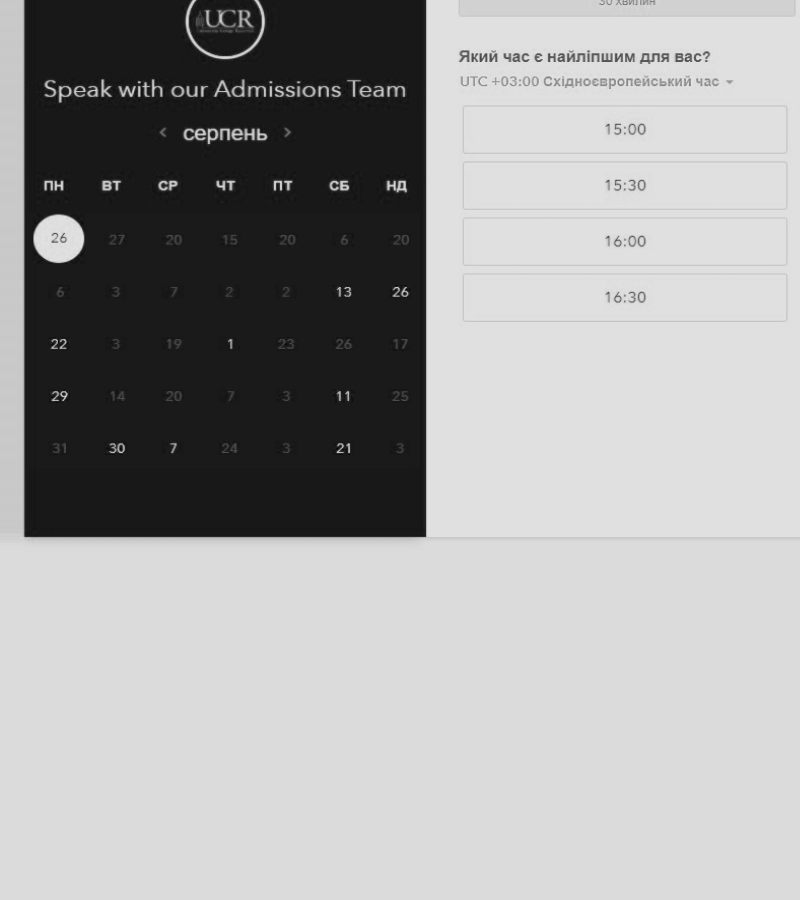 UCR
Speak with our Admissions Team
серпень
ПН ВТ СР ЧТ ПТ СБ НД
26 27 20 15 20 6 20
6 3 7 2 2 13 26
22 3 19 1 23 26 17
29 14 20 7 3 11 25
31 30 7 24 3 21 3
30 хвилин
Який час є найліпшим для вас?
UTC +03:00 Східноєвропейський час
15:00
15:30
16:00
16:30